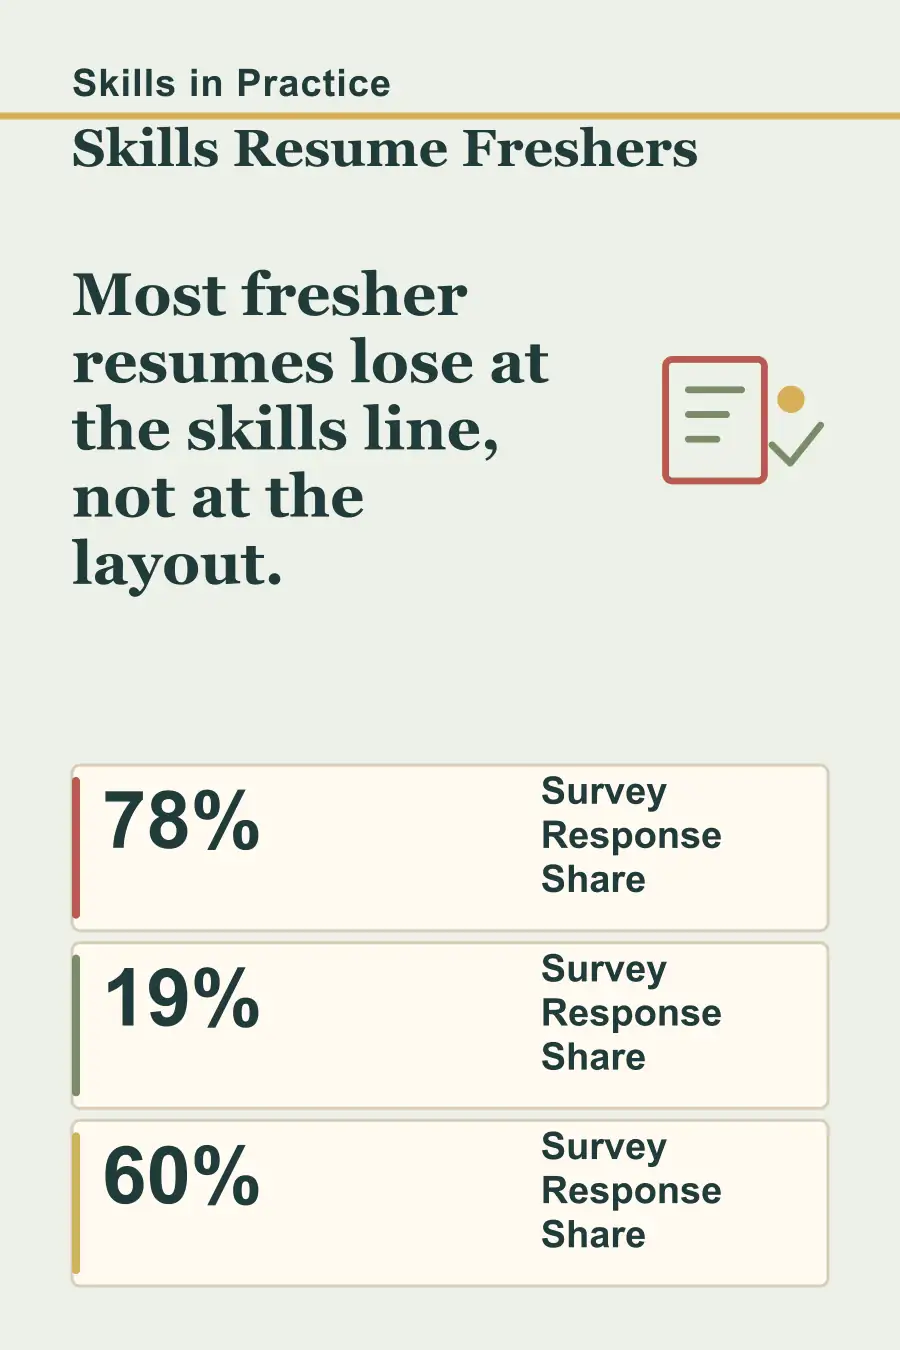 Skills in Practice
Skills Resume Freshers
Most fresher
resumes lose at
the skills line,
not at the
layout.
78%
Survey
Response
Share
19%
Survey
Response
Share
60%
Survey
Response
Share